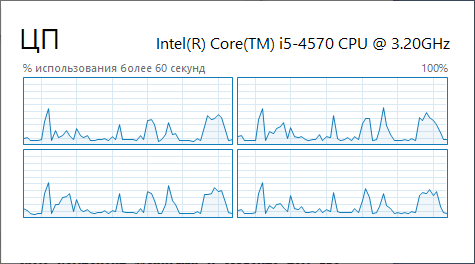 ЦП
Intel(R) Core(TM) i5-4570 CPU @ 3.20GHz
% использования более 60 секунд
100%